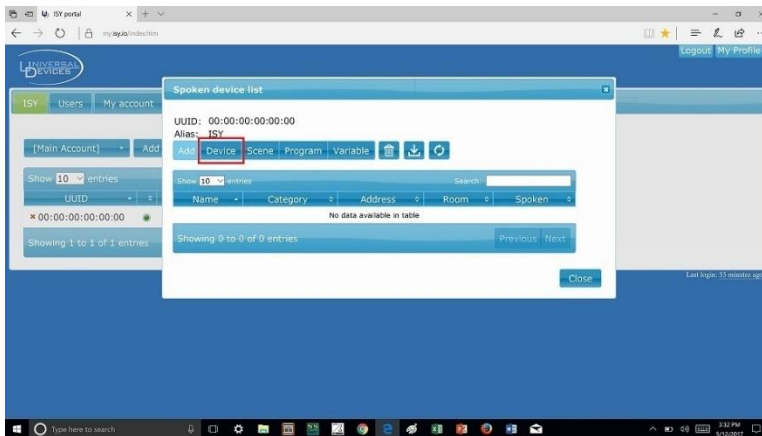 ISY portal
my.isy.io/index.htm
Logout My Profile
UNIVERSAL
DEVICES
ISY Users My account
[Main Account] Add
Show 10 entries
UUID
00:00:00:00:00:00
Showing 1 to 1 of 1 entries
Spoken device list
UUID: 00:00:00:00:00:00
Alias: ISY
Add Device Scene Program Variable
Show 10 entries Search:
Name Category Address Room Spoken
No data available in table
Showing 0 to 0 of 0 entries Previous Next
Close
Last login: 33 minutes ago
Type here to search
3:32 PM
5/12/2017